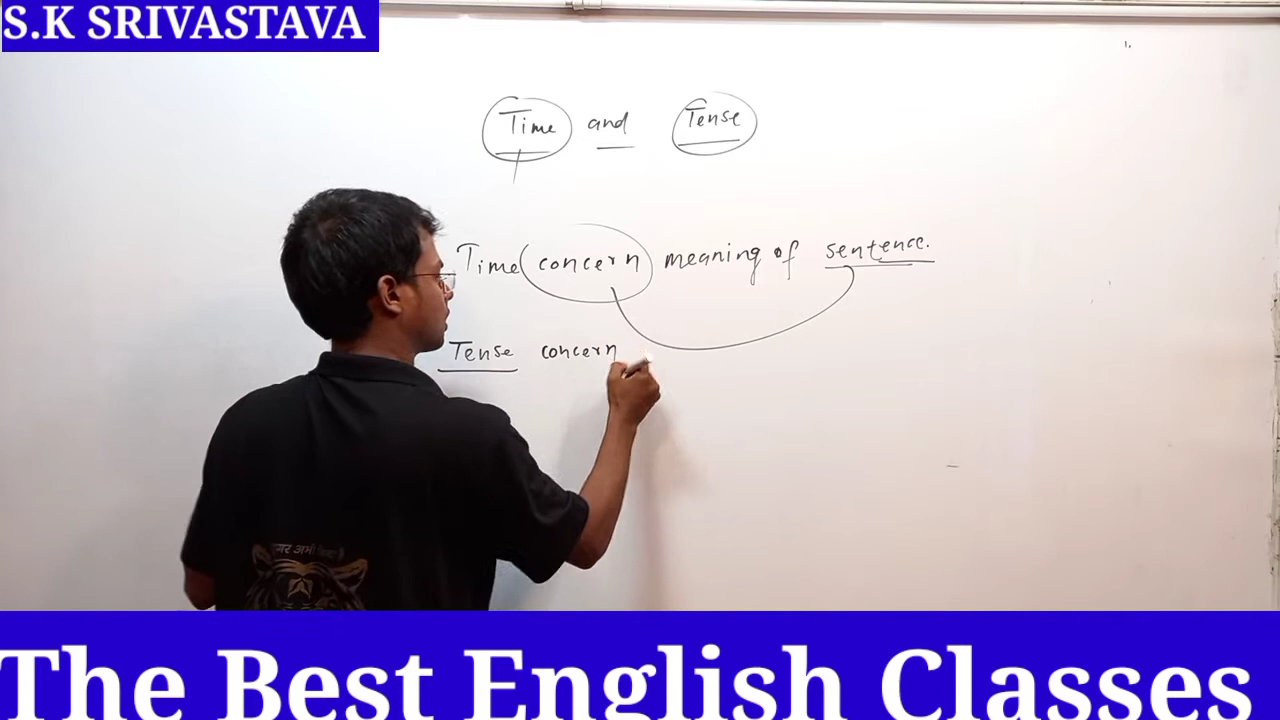 S.K SRIVASTAVA
Time and Tense
Time concern meaning of sentence.
Tense concern
The Best English Classes